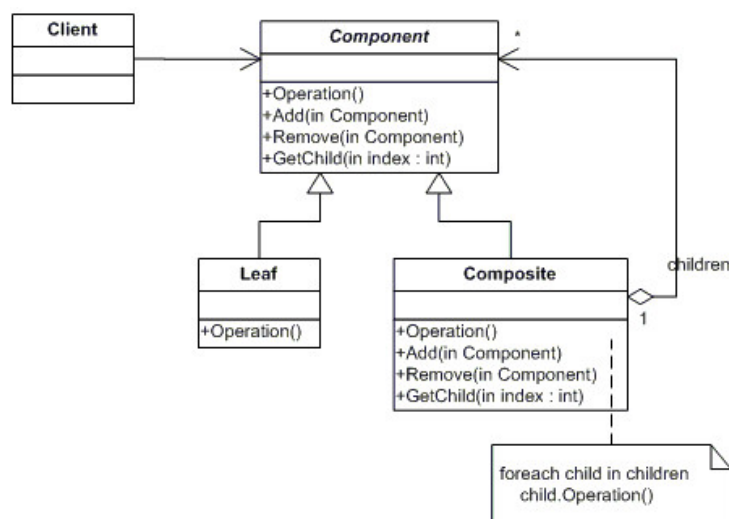 Client
Component
*
+Operation()
+Add(in Component)
+Remove(in Component)
+GetChild(in index : int)
Leaf
+Operation()
Composite
children
1
+Operation()
+Add(in Component)
+Remove(in Component)
+GetChild(in index : int)
foreach child in children
child.Operation()